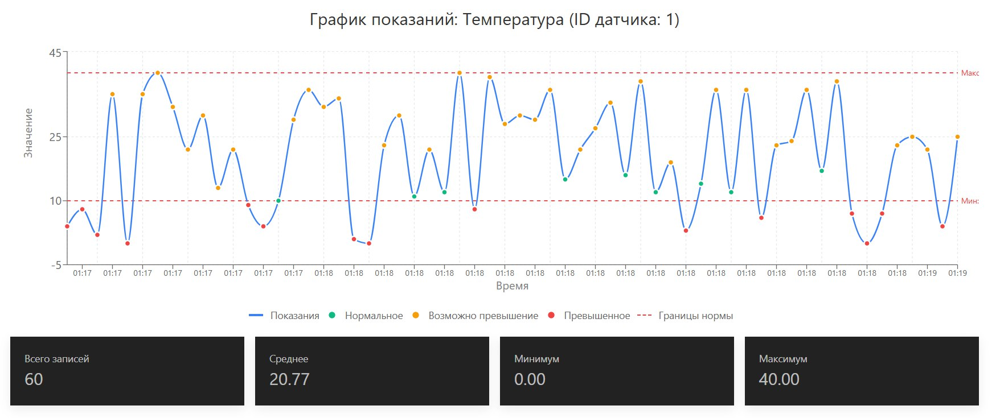 График показаний: Температура (ID датчика: 1)
45
Макс
Значение
25
10
Мин:
-5
01:17 01:17 01:17 01:17 01:17 01:17 01:17 01:17 01:18 01:18 01:18 01:18 01:18 01:18 01:18 01:18 01:18 01:18 01:18 01:18 01:18 01:18 01:18 01:18 01:18 01:18 01:18 01:18 01:19 01:19
Время
Показания Нормальное Возможно превышение Превышенное Границы нормы
Всего записей Среднее Минимум Максимум
60 20.77 0.00 40.00